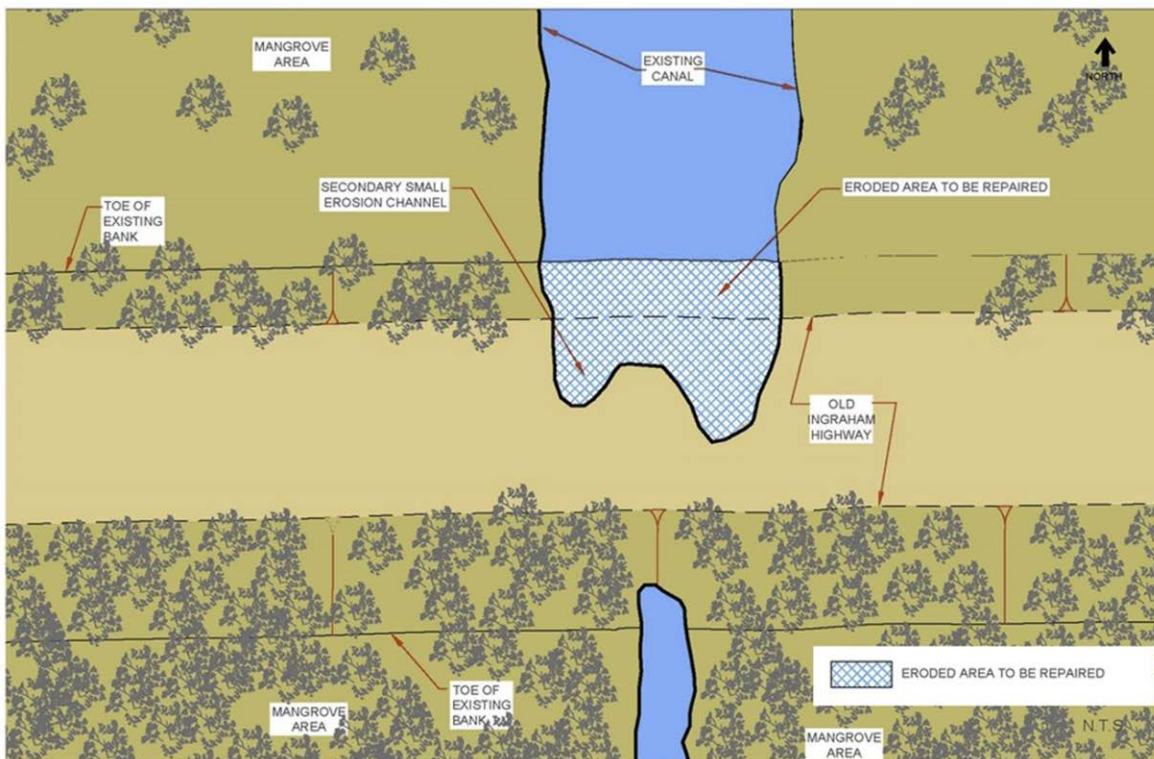 MANGROVE
AREA
EXISTING
CANAL
NORTH
SECONDARY SMALL
EROSION CHANNEL
ERODED AREA TO BE REPAIRED
TOE OF
EXISTING
BANK
OLD
INGRAHAM
HIGHWAY
TOE OF
EXISTING
BANK
MANGROVE
AREA
ERODED AREA TO BE REPAIRED
N.T.S
MANGROVE
AREA